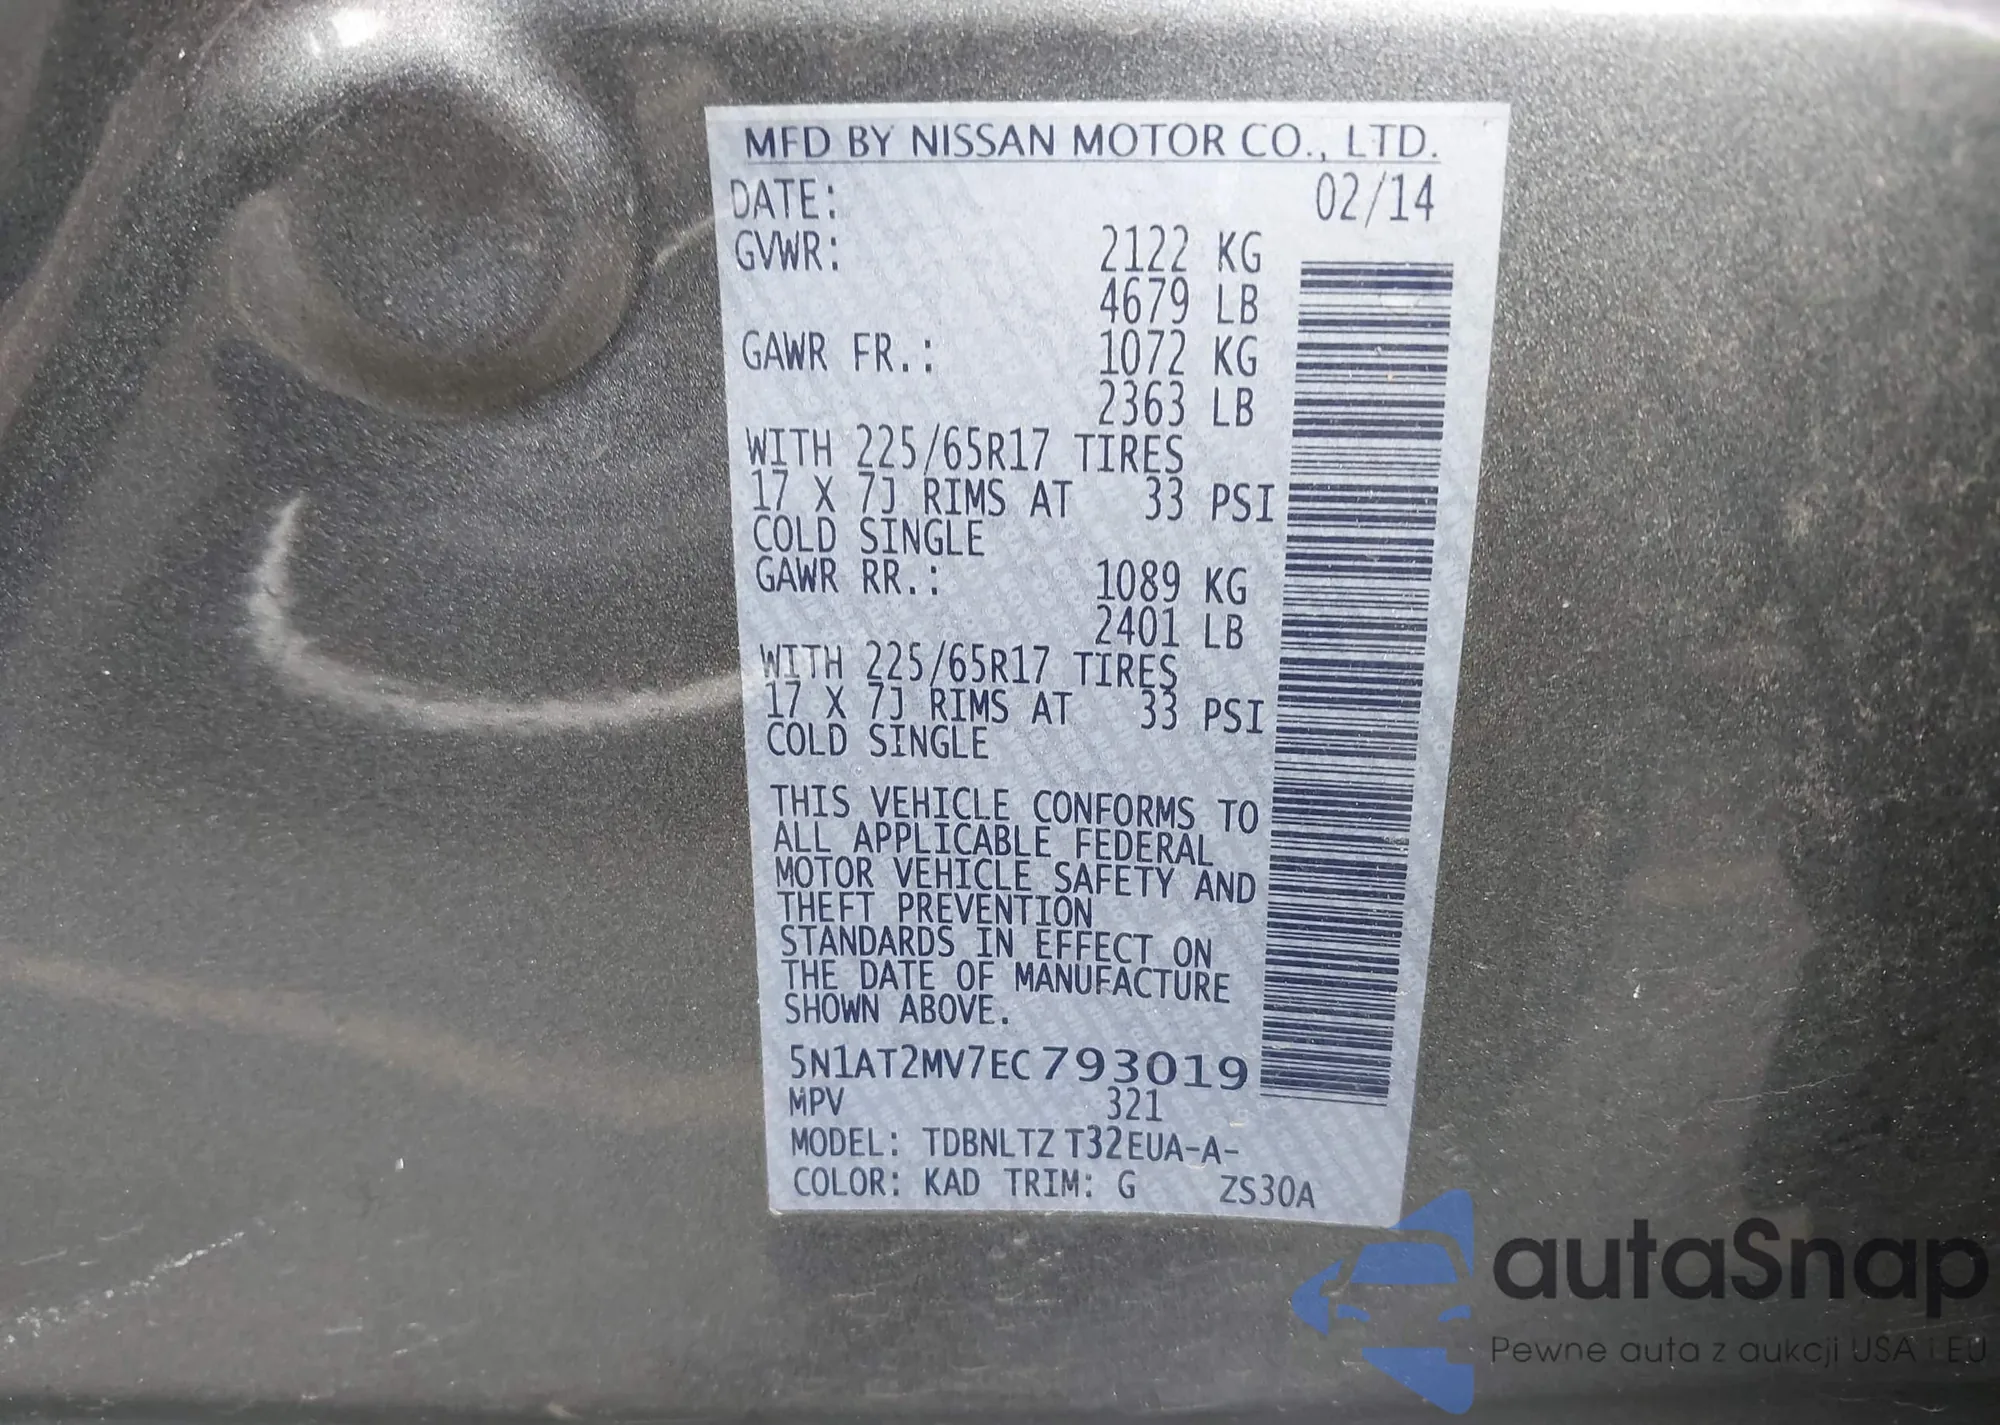 MFD BY NISSAN MOTOR CO., LTD.
DATE: 02/14
GVWR: 2122 KG
4679 LB
GAWR FR.: 1072 KG
2363 LB
WITH 225/65R17 TIRES
17 X 7J RIMS AT 33 PSI
COLD SINGLE
GAWR RR.: 1089 KG
2401 LB
WITH 225/65R17 TIRES
17 X 7J RIMS AT 33 PSI
COLD SINGLE
THIS VEHICLE CONFORMS TO
ALL APPLICABLE FEDERAL
MOTOR VEHICLE SAFETY AND
THEFT PREVENTION
STANDARDS IN EFFECT ON
THE DATE OF MANUFACTURE
SHOWN ABOVE.
5N1AT2MV7EC793019
MPV 321
MODEL: TDBNLTZ T32EUA-A-
COLOR: KAD TRIM: G ZS30A
autaSnap
Pewne auta z aukcji USA i EU